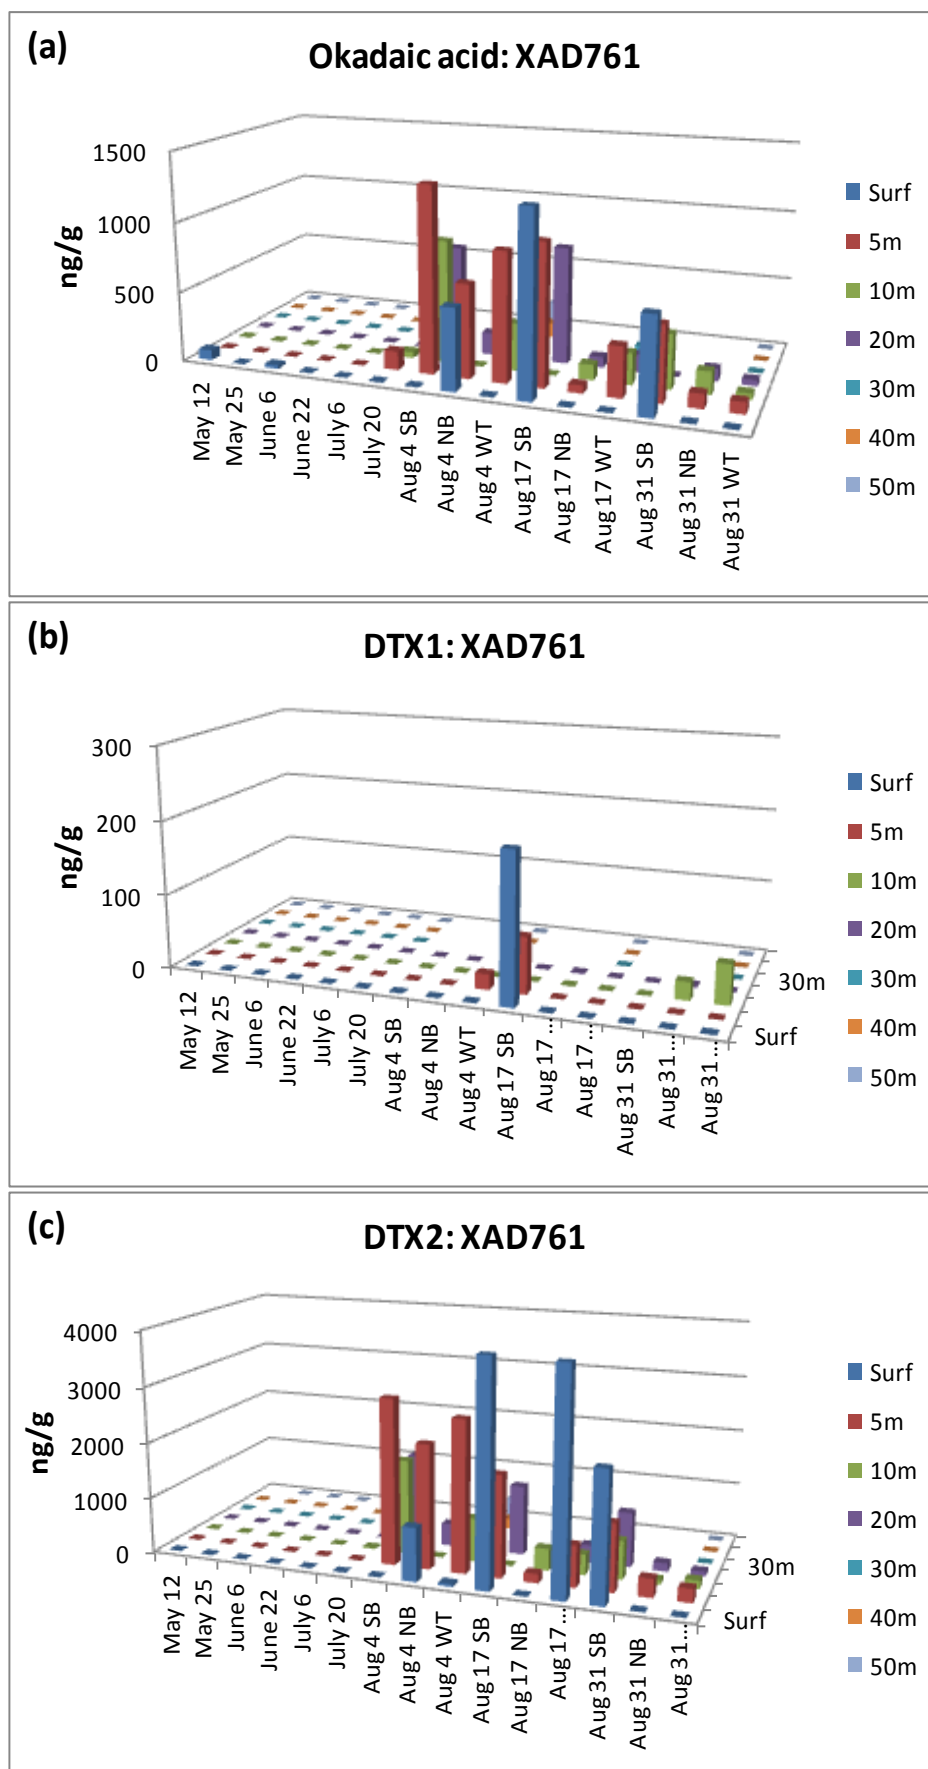 (a)
Okadaic acid: XAD761
1500
1000
500
0
ng/g
May 12
May 25
June 6
June 22
July 6
July 20
Aug 4 SB
Aug 4 NB
Aug 4 WT
Aug 17 SB
Aug 17 NB
Aug 17 WT
Aug 31 SB
Aug 31 NB
Aug 31 WT
Surf
5m
10m
20m
30m
40m
50m
(b)
DTX1: XAD761
300
200
100
0
ng/g
May 12
May 25
June 6
June 22
July 6
July 20
Aug 4 SB
Aug 4 NB
Aug 4 WT
Aug 17 SB
Aug 17...
Aug 17...
Aug 31 SB
Aug 31...
Aug 31...
Surf
30m
Surf
5m
10m
20m
30m
40m
50m
(c)
DTX2: XAD761
4000
3000
2000
1000
0
ng/g
May 12
May 25
June 6
June 22
July 6
July 20
Aug 4 SB
Aug 4 NB
Aug 4 WT
Aug 17 SB
Aug 17 NB
Aug 17...
Aug 31 SB
Aug 31 NB
Aug 31...
Surf
30m
Surf
5m
10m
20m
30m
40m
50m